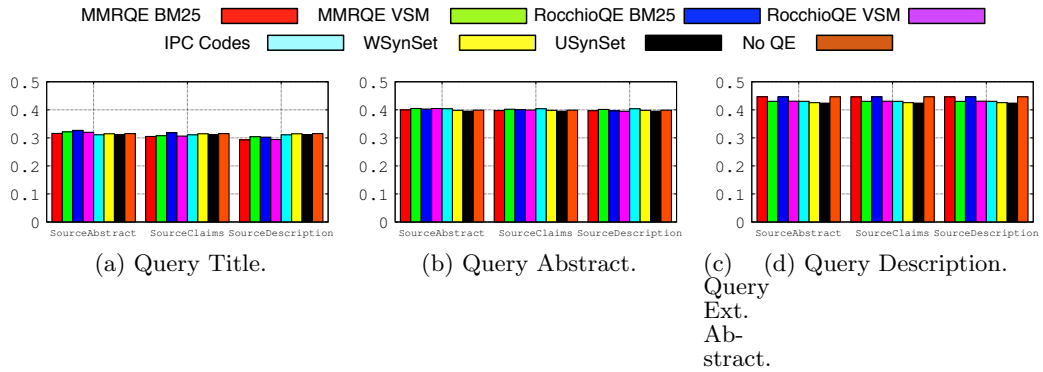 MMRQE BM25 MMRQE VSM RocchioQE BM25 RocchioQE VSM
IPC Codes WSynSet USynSet No QE
0.5 0.5 0.5
0.4 0.4 0.4
0.3 0.3 0.3
0.2 0.2 0.2
0.1 0.1 0.1
0 0 0
SourceAbstract SourceClaims SourceDescription SourceAbstract SourceClaims SourceDescription SourceAbstract SourceClaims SourceDescription
(a) Query Title. (b) Query Abstract. (c) (d) Query Description.
Query
Ext.
Ab-
stract.